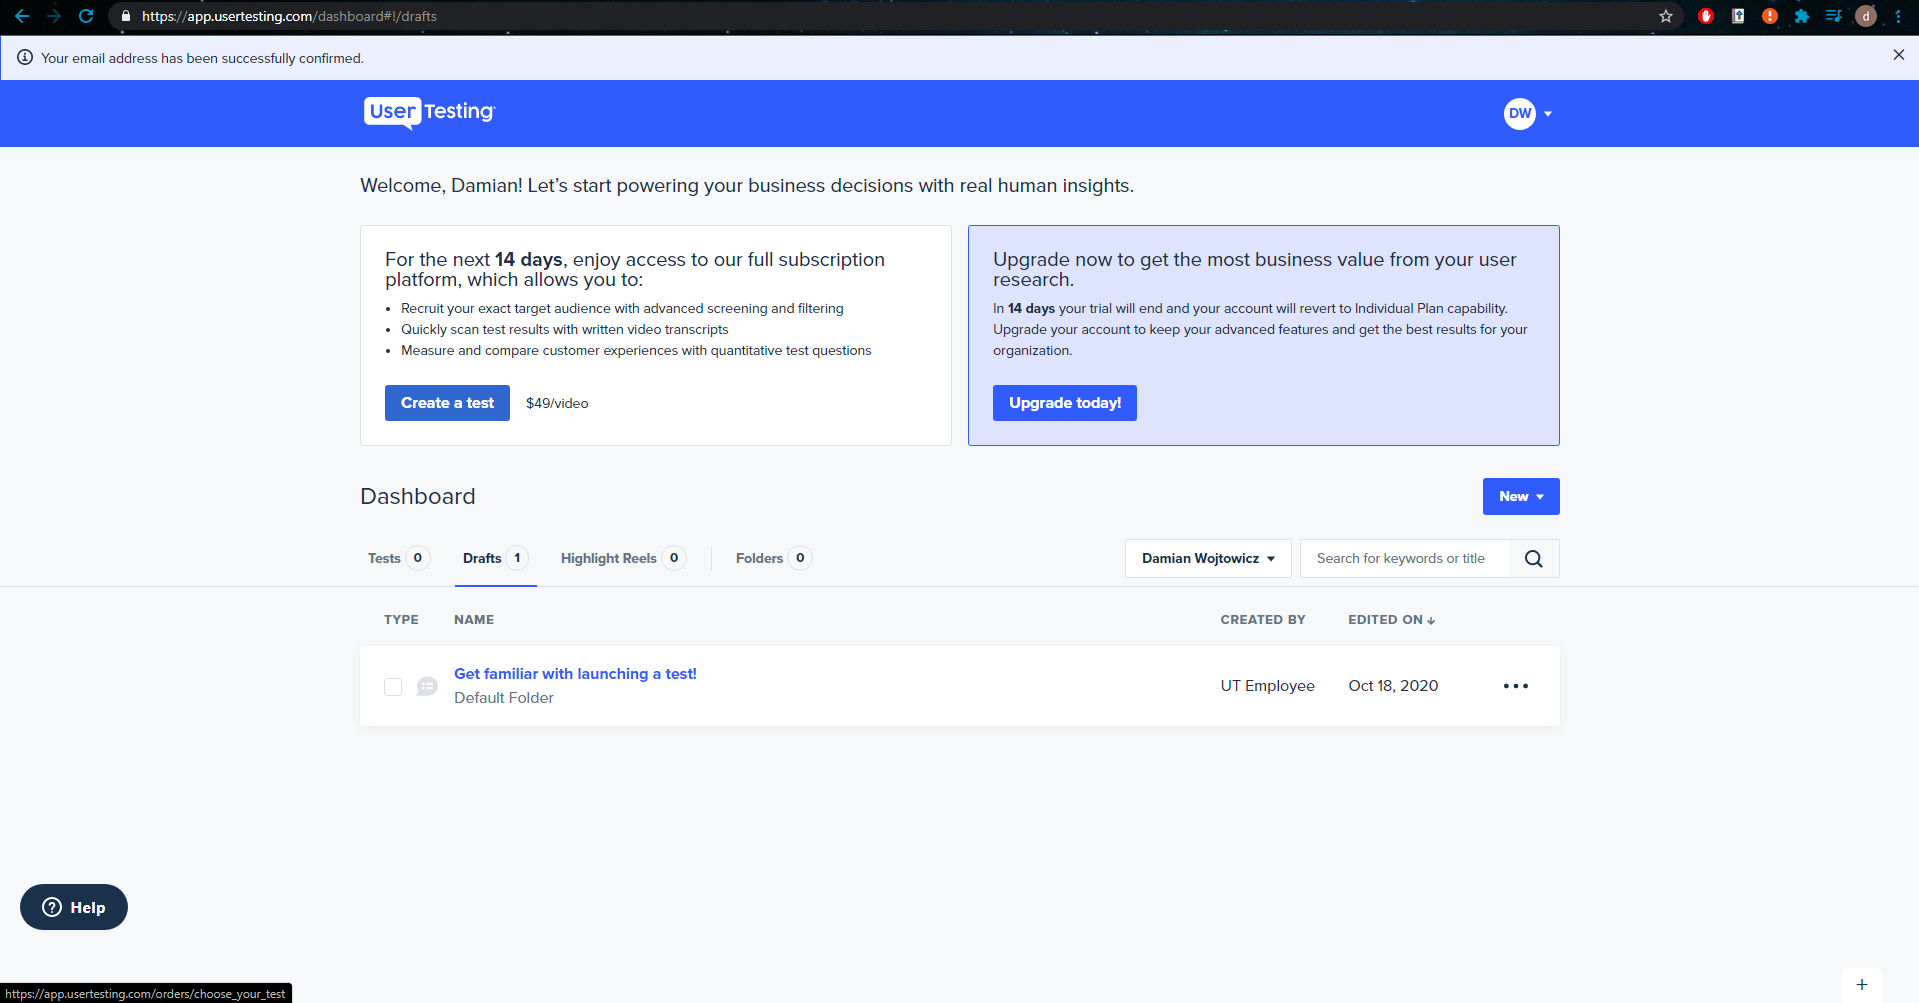 https://app.usertesting.com/dashboard#!/drafts
d
Your email address has been successfully confirmed.
User Testing
DW
Welcome, Damian! Let’s start powering your business decisions with real human insights.
For the next 14 days, enjoy access to our full subscription
platform, which allows you to:
• Recruit your exact target audience with advanced screening and filtering
• Quickly scan test results with written video transcripts
• Measure and compare customer experiences with quantitative test questions
Create a test $49/video
Upgrade now to get the most business value from your user
research.
In 14 days your trial will end and your account will revert to Individual Plan capability.
Upgrade your account to keep your advanced features and get the best results for your
organization.
Upgrade today!
Dashboard
New
Tests 0 Drafts 1 Highlight Reels 0 Folders 0
Damian Wojtowicz
Search for keywords or title
TYPE NAME CREATED BY EDITED ON
Get familiar with launching a test!
Default Folder
UT Employee Oct 18, 2020
Help
https://app.usertesting.com/orders/choose_your_test